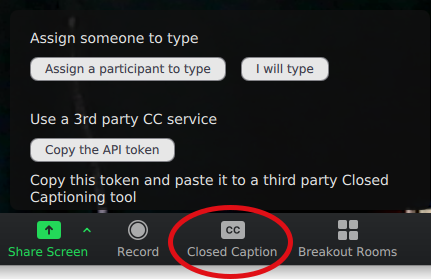 Assign someone to type
Assign a participant to type
I will type
Use a 3rd party CC service
Copy the API token
Copy this token and paste it to a third party Closed
Captioning tool
CC
Share Screen
Record
Closed Caption
Breakout Rooms